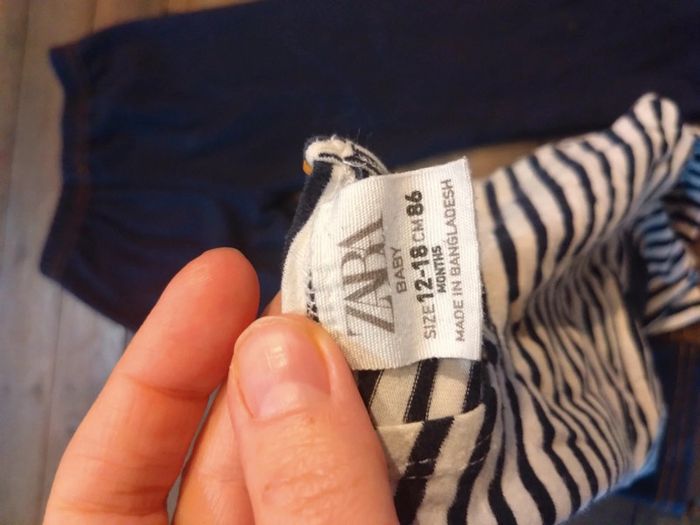 ZARA
BABY
SIZE 12-18 CM 86
MONTHS
MADE IN BANGLADESH